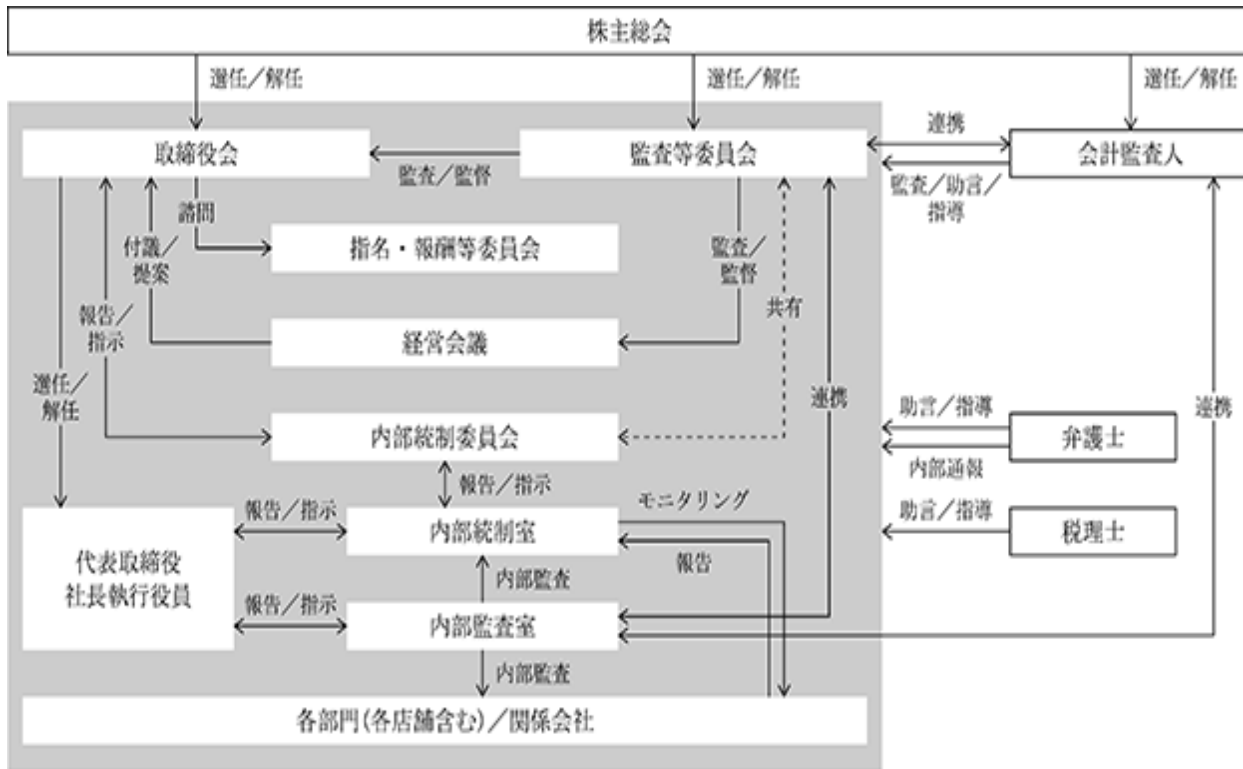 株主総会
選任／解任
選任／解任
選任／解任
取締役会
監査等委員会
連携
会計監査人
監査／監督
監査／助言／
指導
諮問
付議／
提案
指名・報酬等委員会
監査／
監督
報告／
指示
経営会議
共有
選任／
解任
連携
内部統制委員会
助言／指導
弁護士
連携
内部通報
報告／指示
モニタリング
報告／指示
内部統制室
助言／指導
税理士
代表取締役
社長執行役員
報告
内部監査
報告／指示
内部監査室
内部監査
各部門(各店舗含む)／関係会社